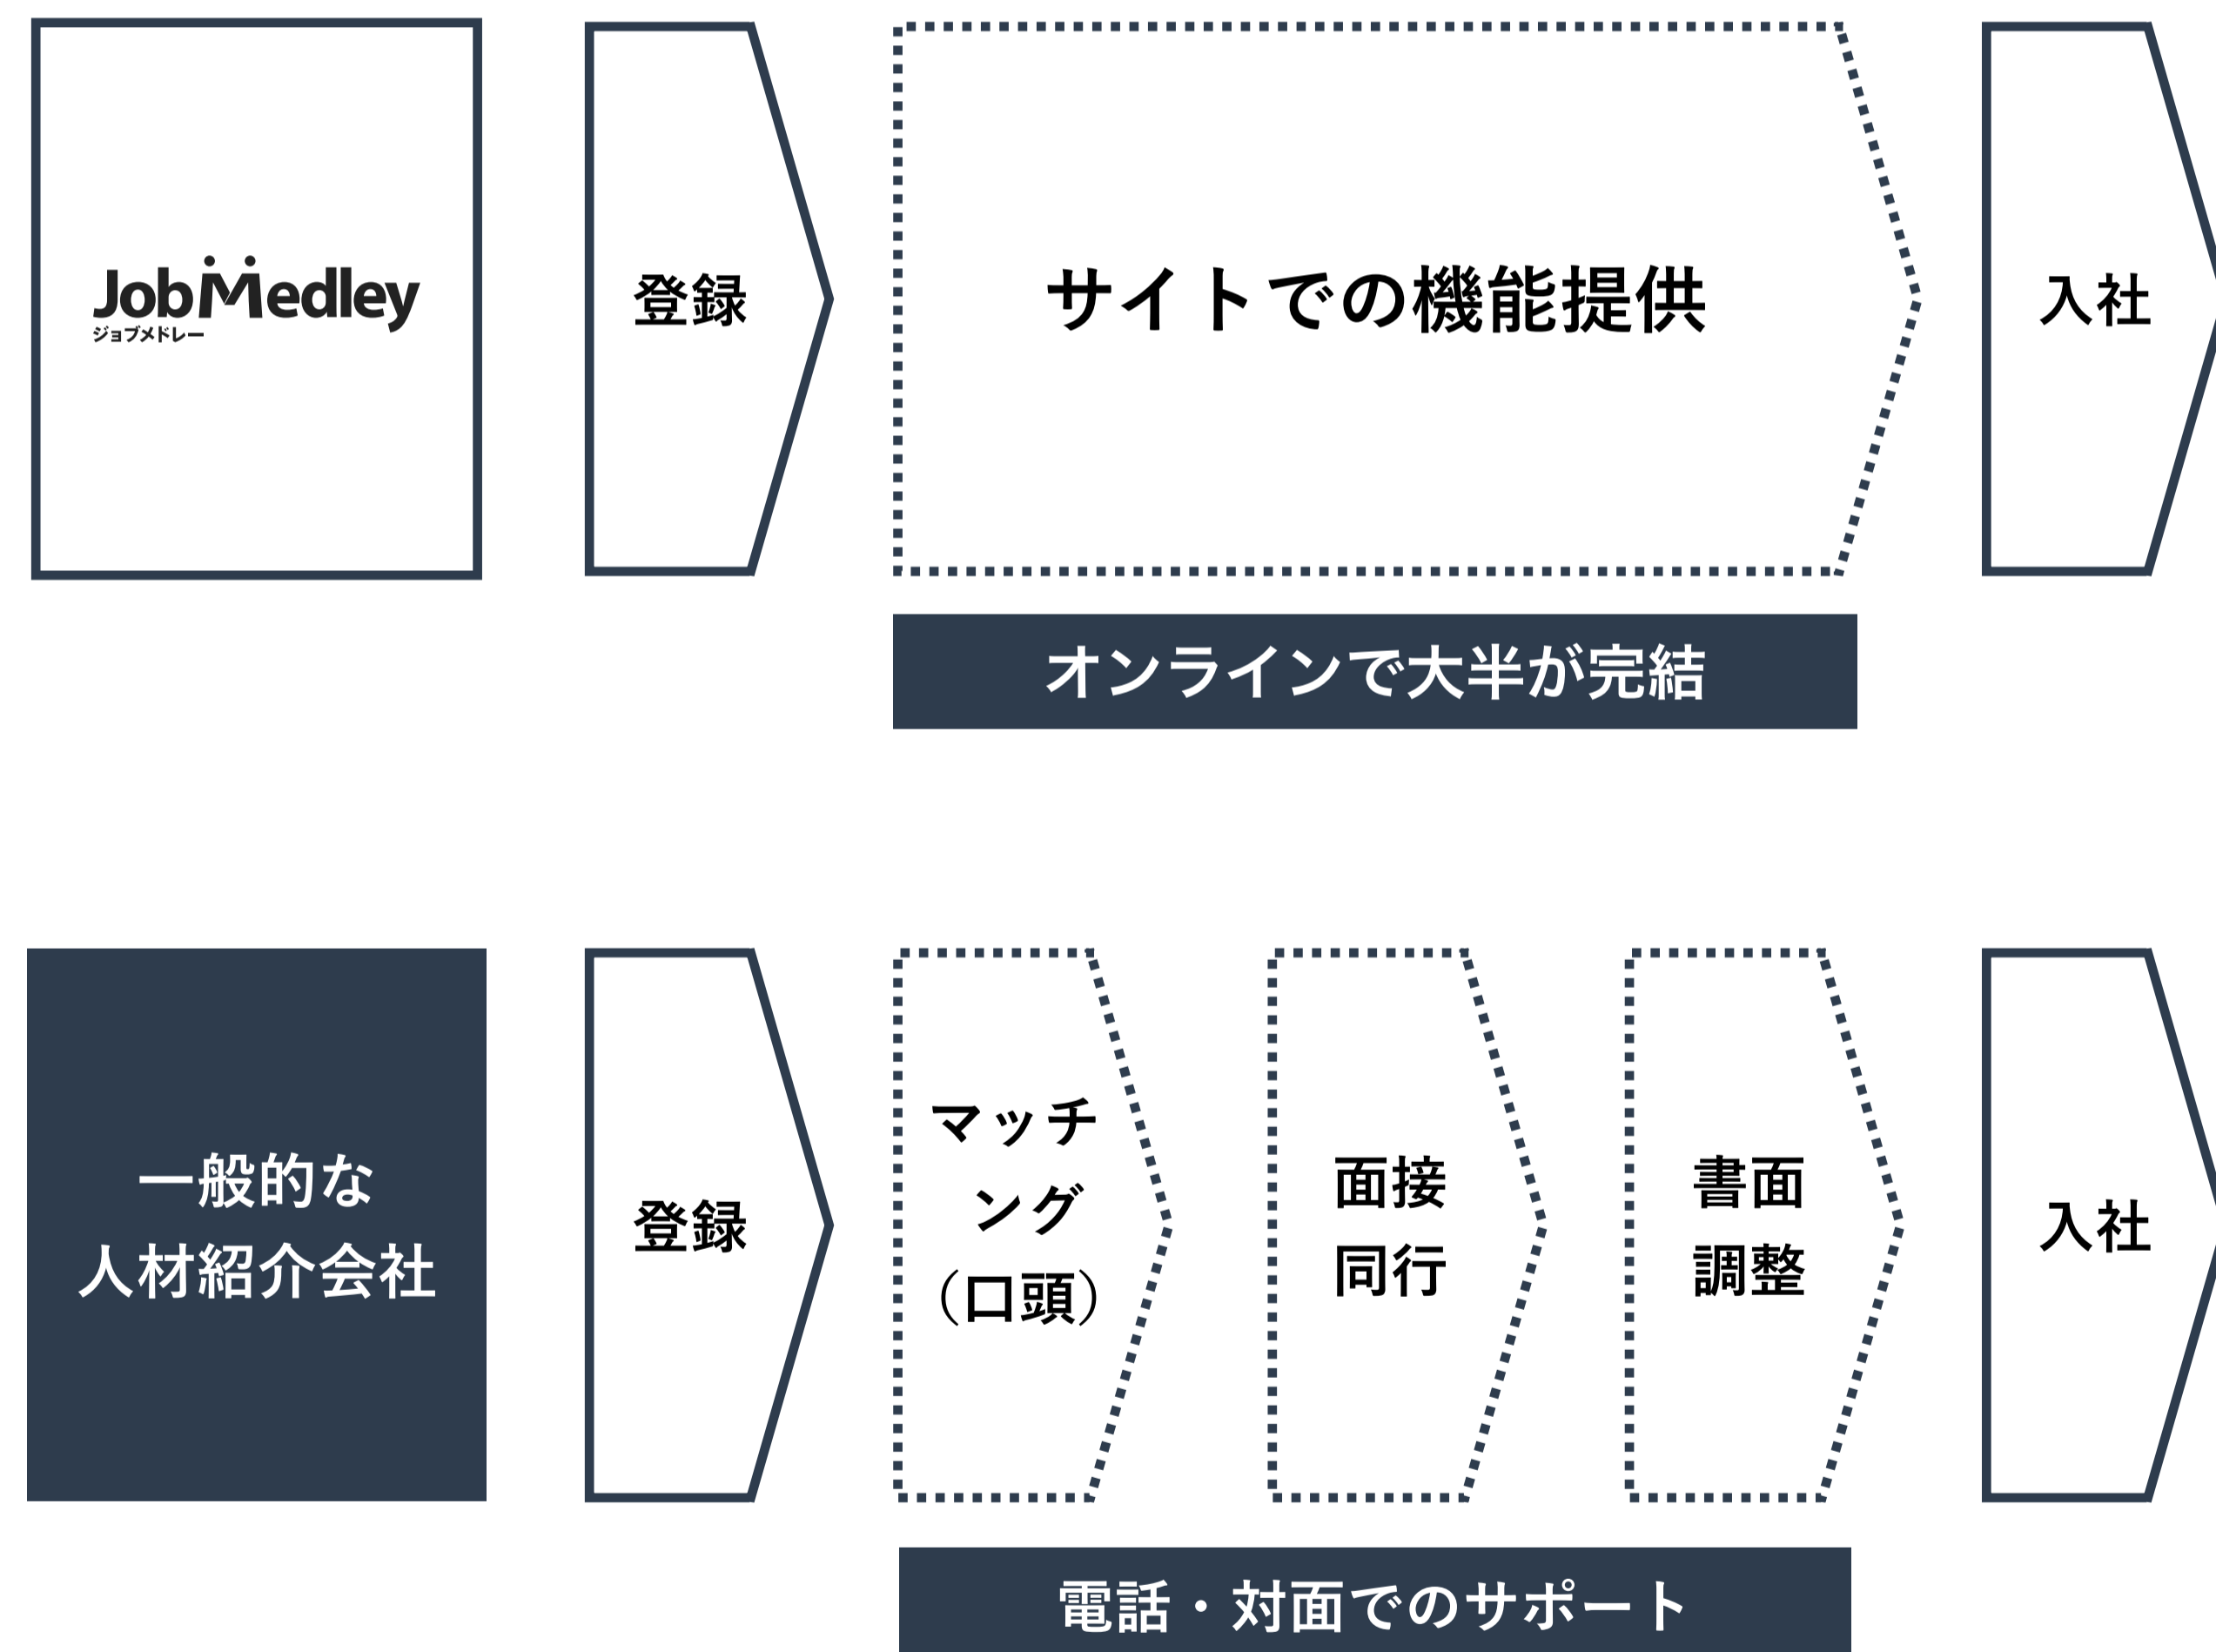 JobMedley
ジョブメドレー
登録
サイトでの機能提供
入社
オンラインで大半が完結
一般的な
人材紹介会社
登録
マッチ
ング
（口頭）
面接
同行
書面
調整
入社
電話・対面でのサポート